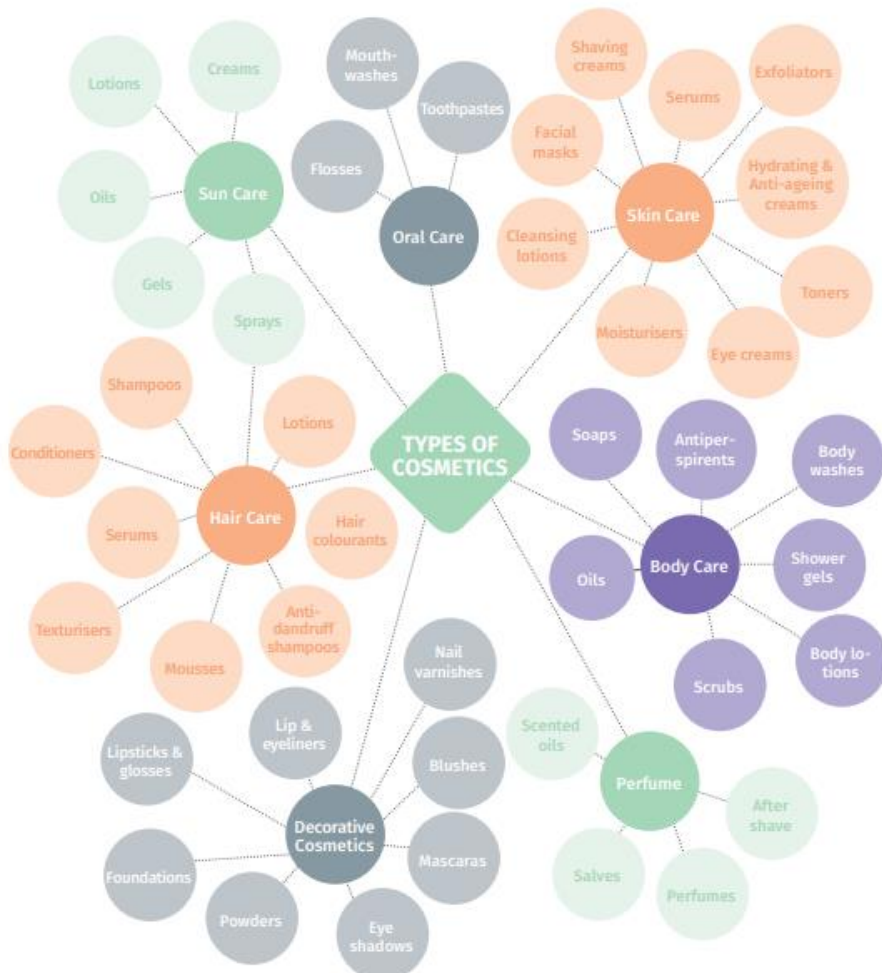 Lotions
Creams
Oils
Sun Care
Gels
Sprays
Mouth-
washes
Toothpastes
Flosses
Oral Care
Shaving
creams
Serums
Exfoliators
Facial
masks
Hydrating &
Anti-ageing
creams
Skin Care
Cleansing
lotions
Toners
Moisturisers
Eye creams
TYPES OF
COSMETICS
Shampoos
Lotions
Conditioners
Hair Care
Serums
Hair
colourants
Texturisers
Anti-
dandruff
shampoos
Mousses
Soaps
Antiper-
spirents
Body
washes
Oils
Body Care
Shower
gels
Scrubs
Body lo-
tions
Nail
varnishes
Lip &
eyeliners
Lipsticks &
glosses
Blushes
Decorative
Cosmetics
Mascaras
Foundations
Powders
Eye
shadows
Scented
oils
Perfume
After
shave
Salves
Perfumes